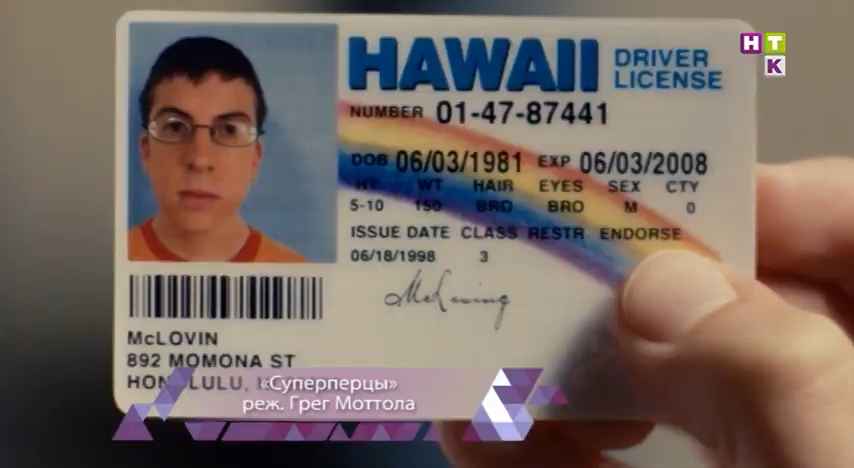 НТК
HAWAII DRIVER LICENSE
NUMBER 01-47-87441
DOB 06/03/1981 EXP 06/03/2008
HT WT HAIR EYES SEX CTY
5-10 150 BRO BRO M 0
ISSUE DATE CLASS RESTR ENDORSE
06/18/1998 3
McLOVIN
892 MOMONA ST
HONOLULU,
«Суперперцы»
реж. Грег Моттола